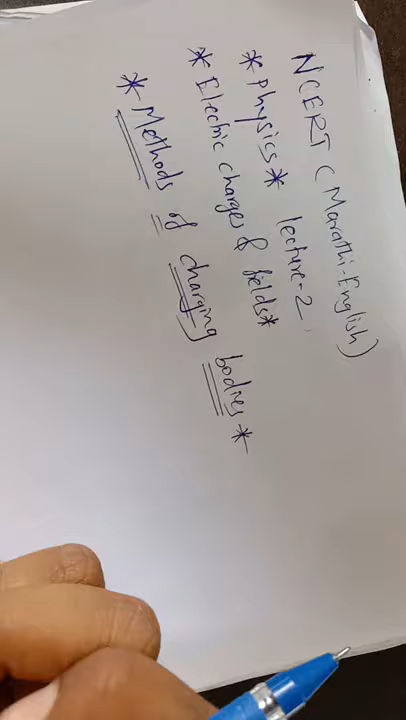 NCERT (Marathi-English)
*Physics* lecture-2,
*Electric charges & fields*
*Methods of charging bodies*